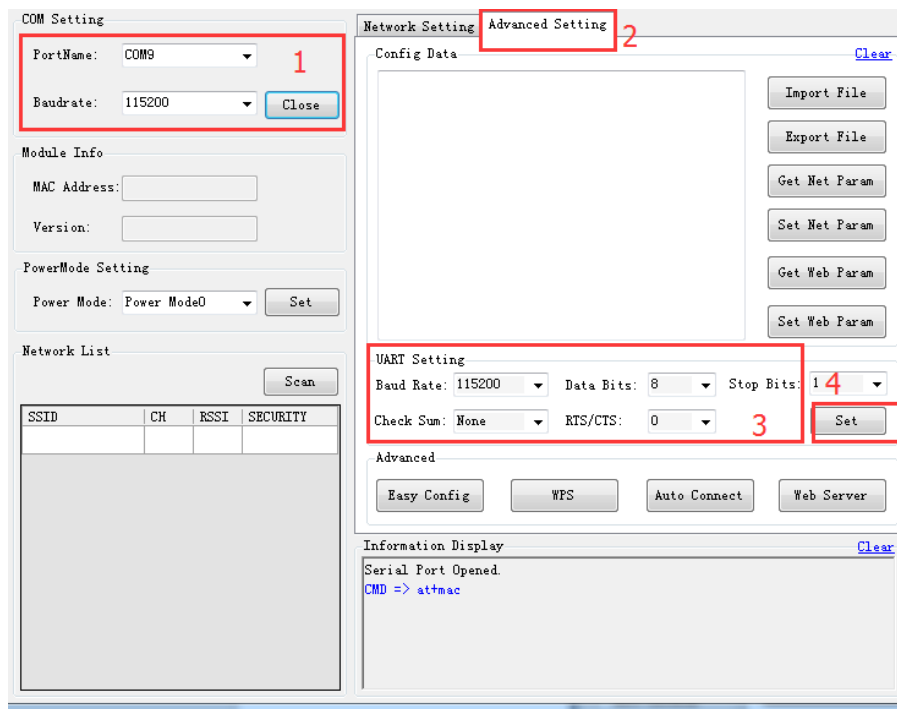 COM Setting
PortName: COM9
1
Baudrate: 115200 Close
Module Info
MAC Address:
Version:
PowerMode Setting
Power Mode: Power Mode0 Set
Network List
Scan
SSID CH RSSI SECURITY
Network Setting Advanced Setting 2
Config Data Clear
Import File
Export File
Get Net Param
Set Net Param
Get Web Param
Set Web Param
UART Setting
Baud Rate: 115200 Data Bits: 8 Stop Bits: 1 4
Check Sum: None RTS/CTS: 0 3 Set
Advanced
Easy Config WPS Auto Connect Web Server
Information Display Clear
Serial Port Opened.
CMD => at+mac